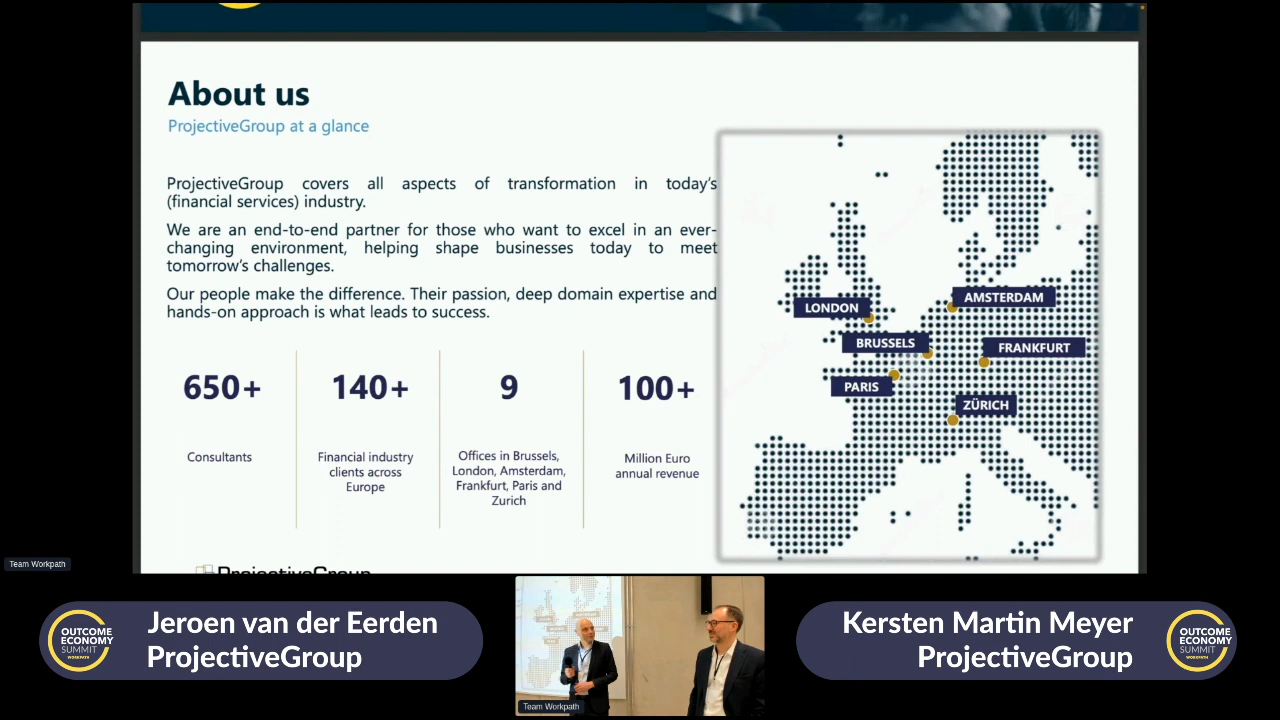 About us
ProjectiveGroup at a glance
ProjectiveGroup covers all aspects of transformation in today's
(financial services) industry.
We are an end-to-end partner for those who want to excel in an ever-
changing environment, helping shape businesses today to meet
tomorrow's challenges.
Our people make the difference. Their passion, deep domain expertise and
hands-on approach is what leads to success.
650+
Consultants
140+
Financial industry
clients across
Europe
9
Offices in Brussels,
London, Amsterdam,
Frankfurt, Paris and
Zurich
100+
Million Euro
annual revenue
LONDON
AMSTERDAM
BRUSSELS
FRANKFURT
PARIS
ZÜRICH
ProjectiveGroup
Team Workpath
OUTCOME
ECONOMY
SUMMIT
WORKPATH
Jeroen van der Eerden
ProjectiveGroup
Team Workpath
Kersten Martin Meyer
ProjectiveGroup
OUTCOME
ECONOMY
SUMMIT
WORKPATH